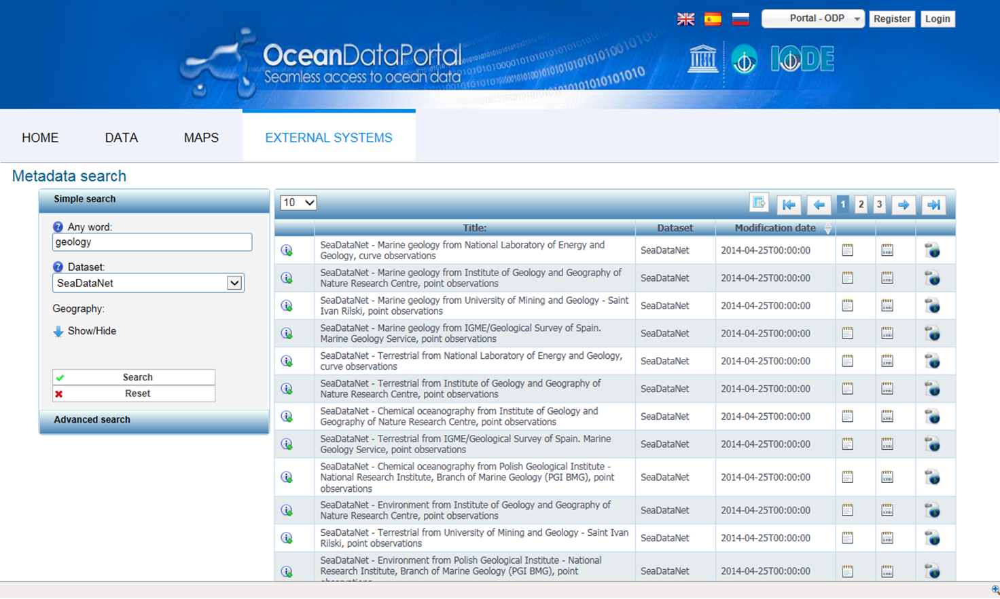 Portal - ODP
Register
Login
OceanDataPortal
Seamless access to ocean data
IODE
HOME
DATA
MAPS
EXTERNAL SYSTEMS
Metadata search
Simple search
Any word:
geology
Dataset:
SeaDataNet
Geography:
Show/Hide
Search
Reset
Advanced search
10
1
2
3
Title:
Dataset
Modification date
SeaDataNet - Marine geology from National Laboratory of Energy and
Geology, curve observations
SeaDataNet
2014-04-25T00:00:00
SeaDataNet - Marine geology from Institute of Geology and Geography of
Nature Research Centre, point observations
SeaDataNet
2014-04-25T00:00:00
SeaDataNet - Marine geology from University of Mining and Geology - Saint
Ivan Rilski, point observations
SeaDataNet
2014-04-25T00:00:00
SeaDataNet - Marine geology from IGME/Geological Survey of Spain.
Marine Geology Service, point observations
SeaDataNet
2014-04-25T00:00:00
SeaDataNet - Terrestrial from National Laboratory of Energy and Geology,
curve observations
SeaDataNet
2014-04-25T00:00:00
SeaDataNet - Terrestrial from Institute of Geology and Geography of
Nature Research Centre, point observations
SeaDataNet
2014-04-25T00:00:00
SeaDataNet - Chemical oceanography from Institute of Geology and
Geography of Nature Research Centre, point observations
SeaDataNet
2014-04-25T00:00:00
SeaDataNet - Terrestrial from IGME/Geological Survey of Spain. Marine
Geology Service, point observations
SeaDataNet
2014-04-25T00:00:00
SeaDataNet - Chemical oceanography from Polish Geological Institute -
National Research Institute, Branch of Marine Geology (PGI BMG), point
observations
SeaDataNet
2014-04-25T00:00:00
SeaDataNet - Environment from Institute of Geology and Geography of
Nature Research Centre, point observations
SeaDataNet
2014-04-25T00:00:00
SeaDataNet - Terrestrial from University of Mining and Geology - Saint Ivan
Rilski, point observations
SeaDataNet
2014-04-25T00:00:00
SeaDataNet - Environment from Polish Geological Institute - National
Research Institute, Branch of Marine Geology (PGI BMG), point
SeaDataNet
2014-04-25T00:00:00